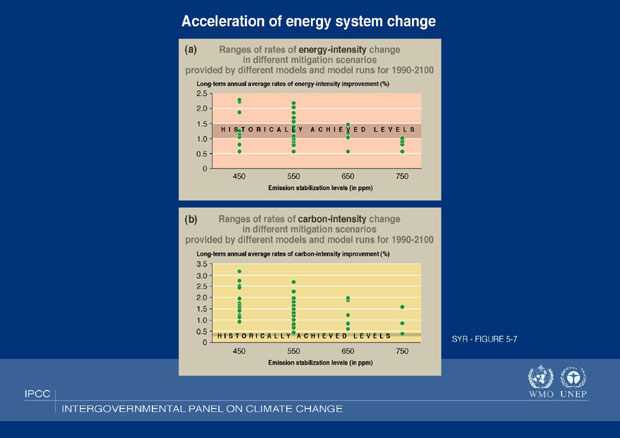 Acceleration of energy system change
(a) Ranges of rates of energy-intensity change
in different mitigation scenarios
provided by different models and model runs for 1990-2100
Long-term annual average rates of energy-intensity improvement (%)
2.5
2.0
1.5
HISTORICALLY ACHIEVED LEVELS
1.0
0.5
0
450 550 650 750
Emission stabilization levels (in ppm)
(b) Ranges of rates of carbon-intensity change
in different mitigation scenarios
provided by different models and model runs for 1990-2100
Long-term annual average rates of carbon-intensity improvement (%)
3.5
3.0
2.5
2.0
1.5
1.0
0.5
HISTORICALLY ACHIEVED LEVELS
0
450 550 650 750
Emission stabilization levels (in ppm)
SYR - FIGURE 5-7
WMO UNEP
IPCC
INTERGOVERNMENTAL PANEL ON CLIMATE CHANGE